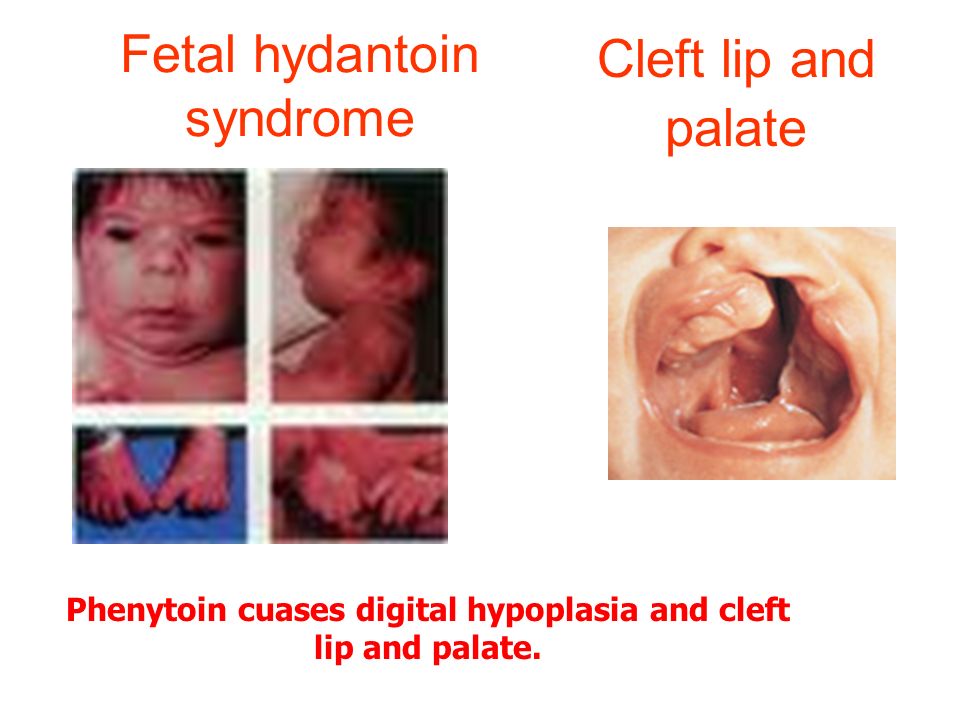 Fetal hydantoin
syndrome
Cleft lip and
palate
Phenytoin cuases digital hypoplasia and cleft
lip and palate.